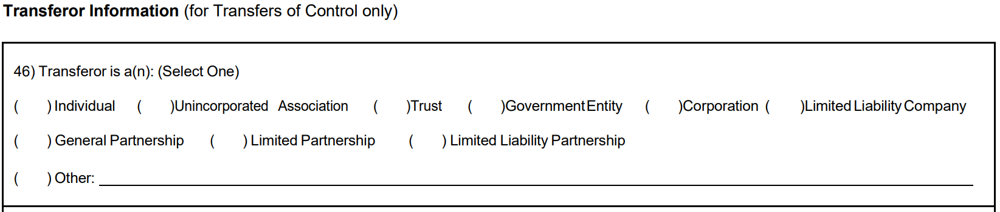 Transferor Information (for Transfers of Control only)
46) Transferor is a(n): (Select One)
( ) Individual ( )Unincorporated Association ( )Trust ( )Government Entity ( )Corporation ( )Limited Liability Company
( ) General Partnership ( ) Limited Partnership ( ) Limited Liability Partnership
( ) Other: